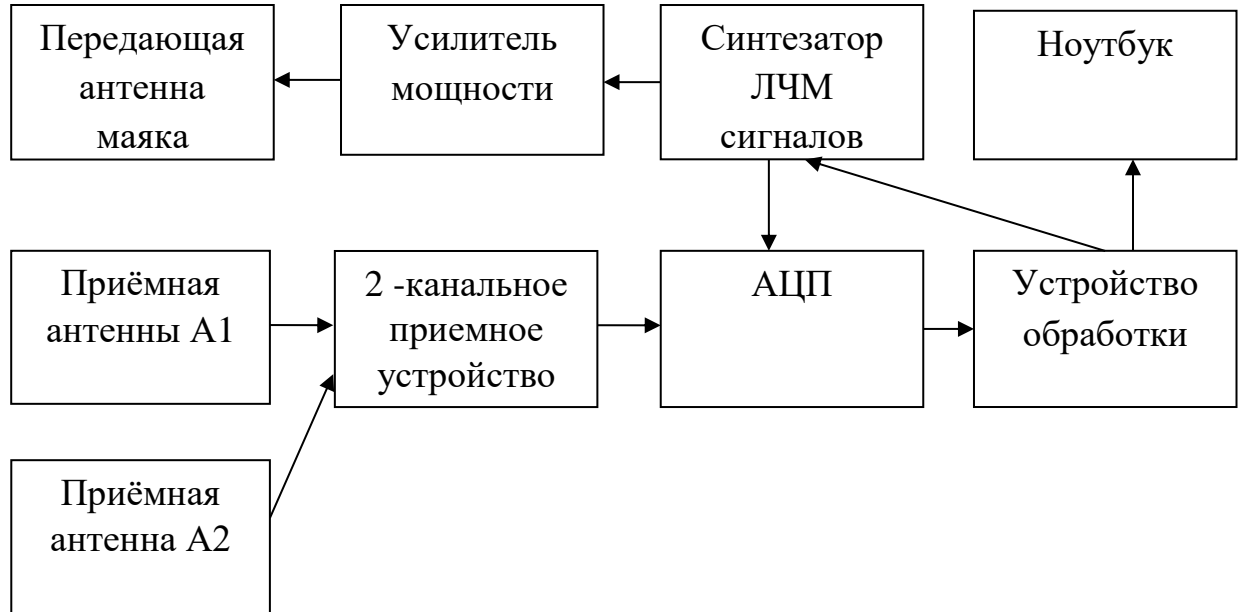 Передающая
антенна
маяка
Усилитель
мощности
Синтезатор
ЛЧМ
сигналов
Ноутбук
Приёмная
антенны А1
2 -канальное
приемное
устройство
АЦП
Устройство
обработки
Приёмная
антенна А2